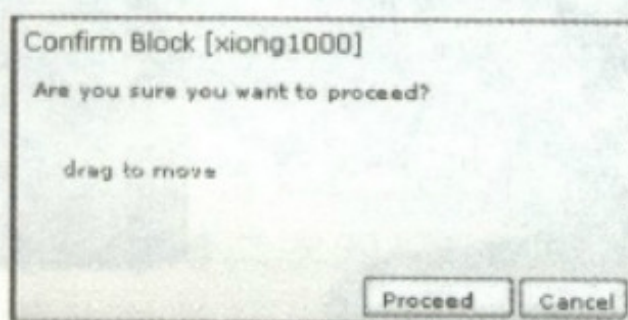 Confirm Block [xiong1000]
Are you sure you want to proceed?
drag to move
Proceed Cancel